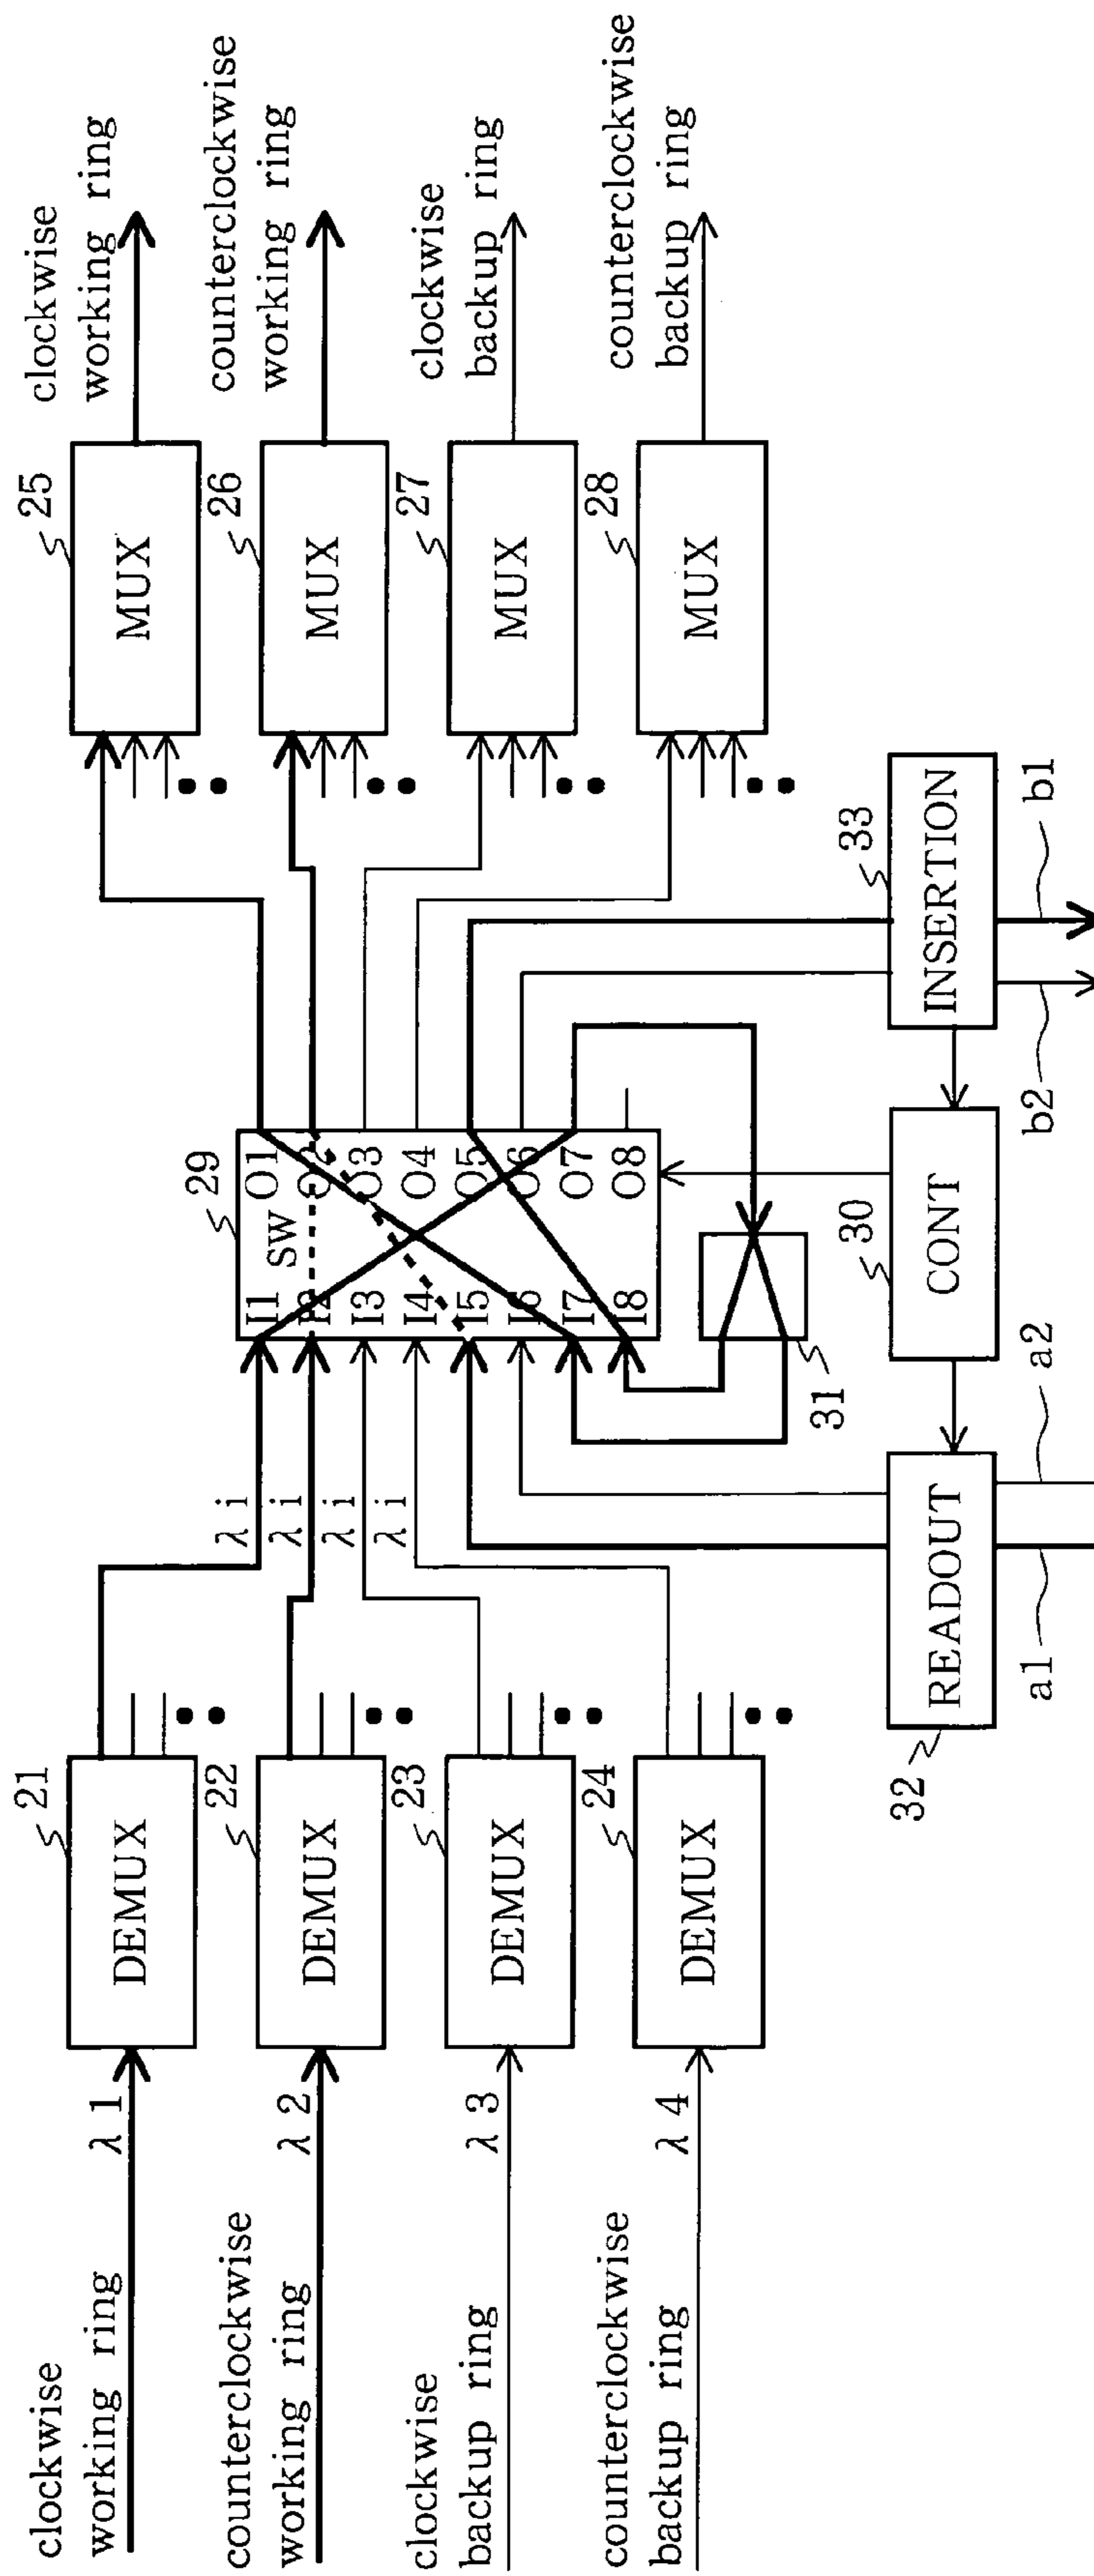 clockwise
working ring
λ1
21
DEMUX
counterclockwise
working ring
λ2
22
DEMUX
clockwise
backup ring
λ3
23
DEMUX
counterclockwise
backup ring
λ4
24
DEMUX
λi
λi
λi
λi
29
SW
I1
I2
I3
I4
I5
I6
I7
I8
O1
O2
O3
O4
O5
O6
O7
O8
31
25
MUX
clockwise
working ring
26
MUX
counterclockwise
working ring
27
MUX
clockwise
backup ring
28
MUX
counterclockwise
backup ring
32
READOUT
a1
a2
30
CONT
33
INSERTION
b2
b1